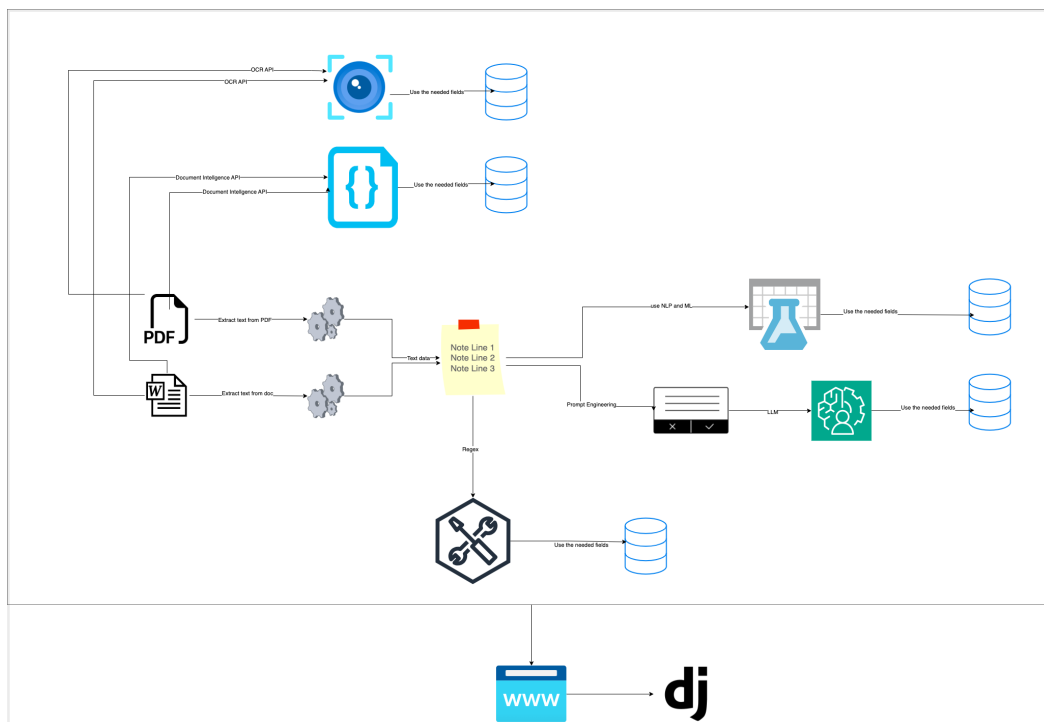 OCR API
OCR API
Use the needed fields
Document Inteligence API
Use the needed fields
Document Inteligence API
{}
PDF
Extract text from PDF
use NLP and ML
Use the needed fields
Note Line 1
Note Line 2
Note Line 3
Text data
W
Extract text from doc
Prompt Engineering
LLM
Use the needed fields
Regex
Use the needed fields
www
dj